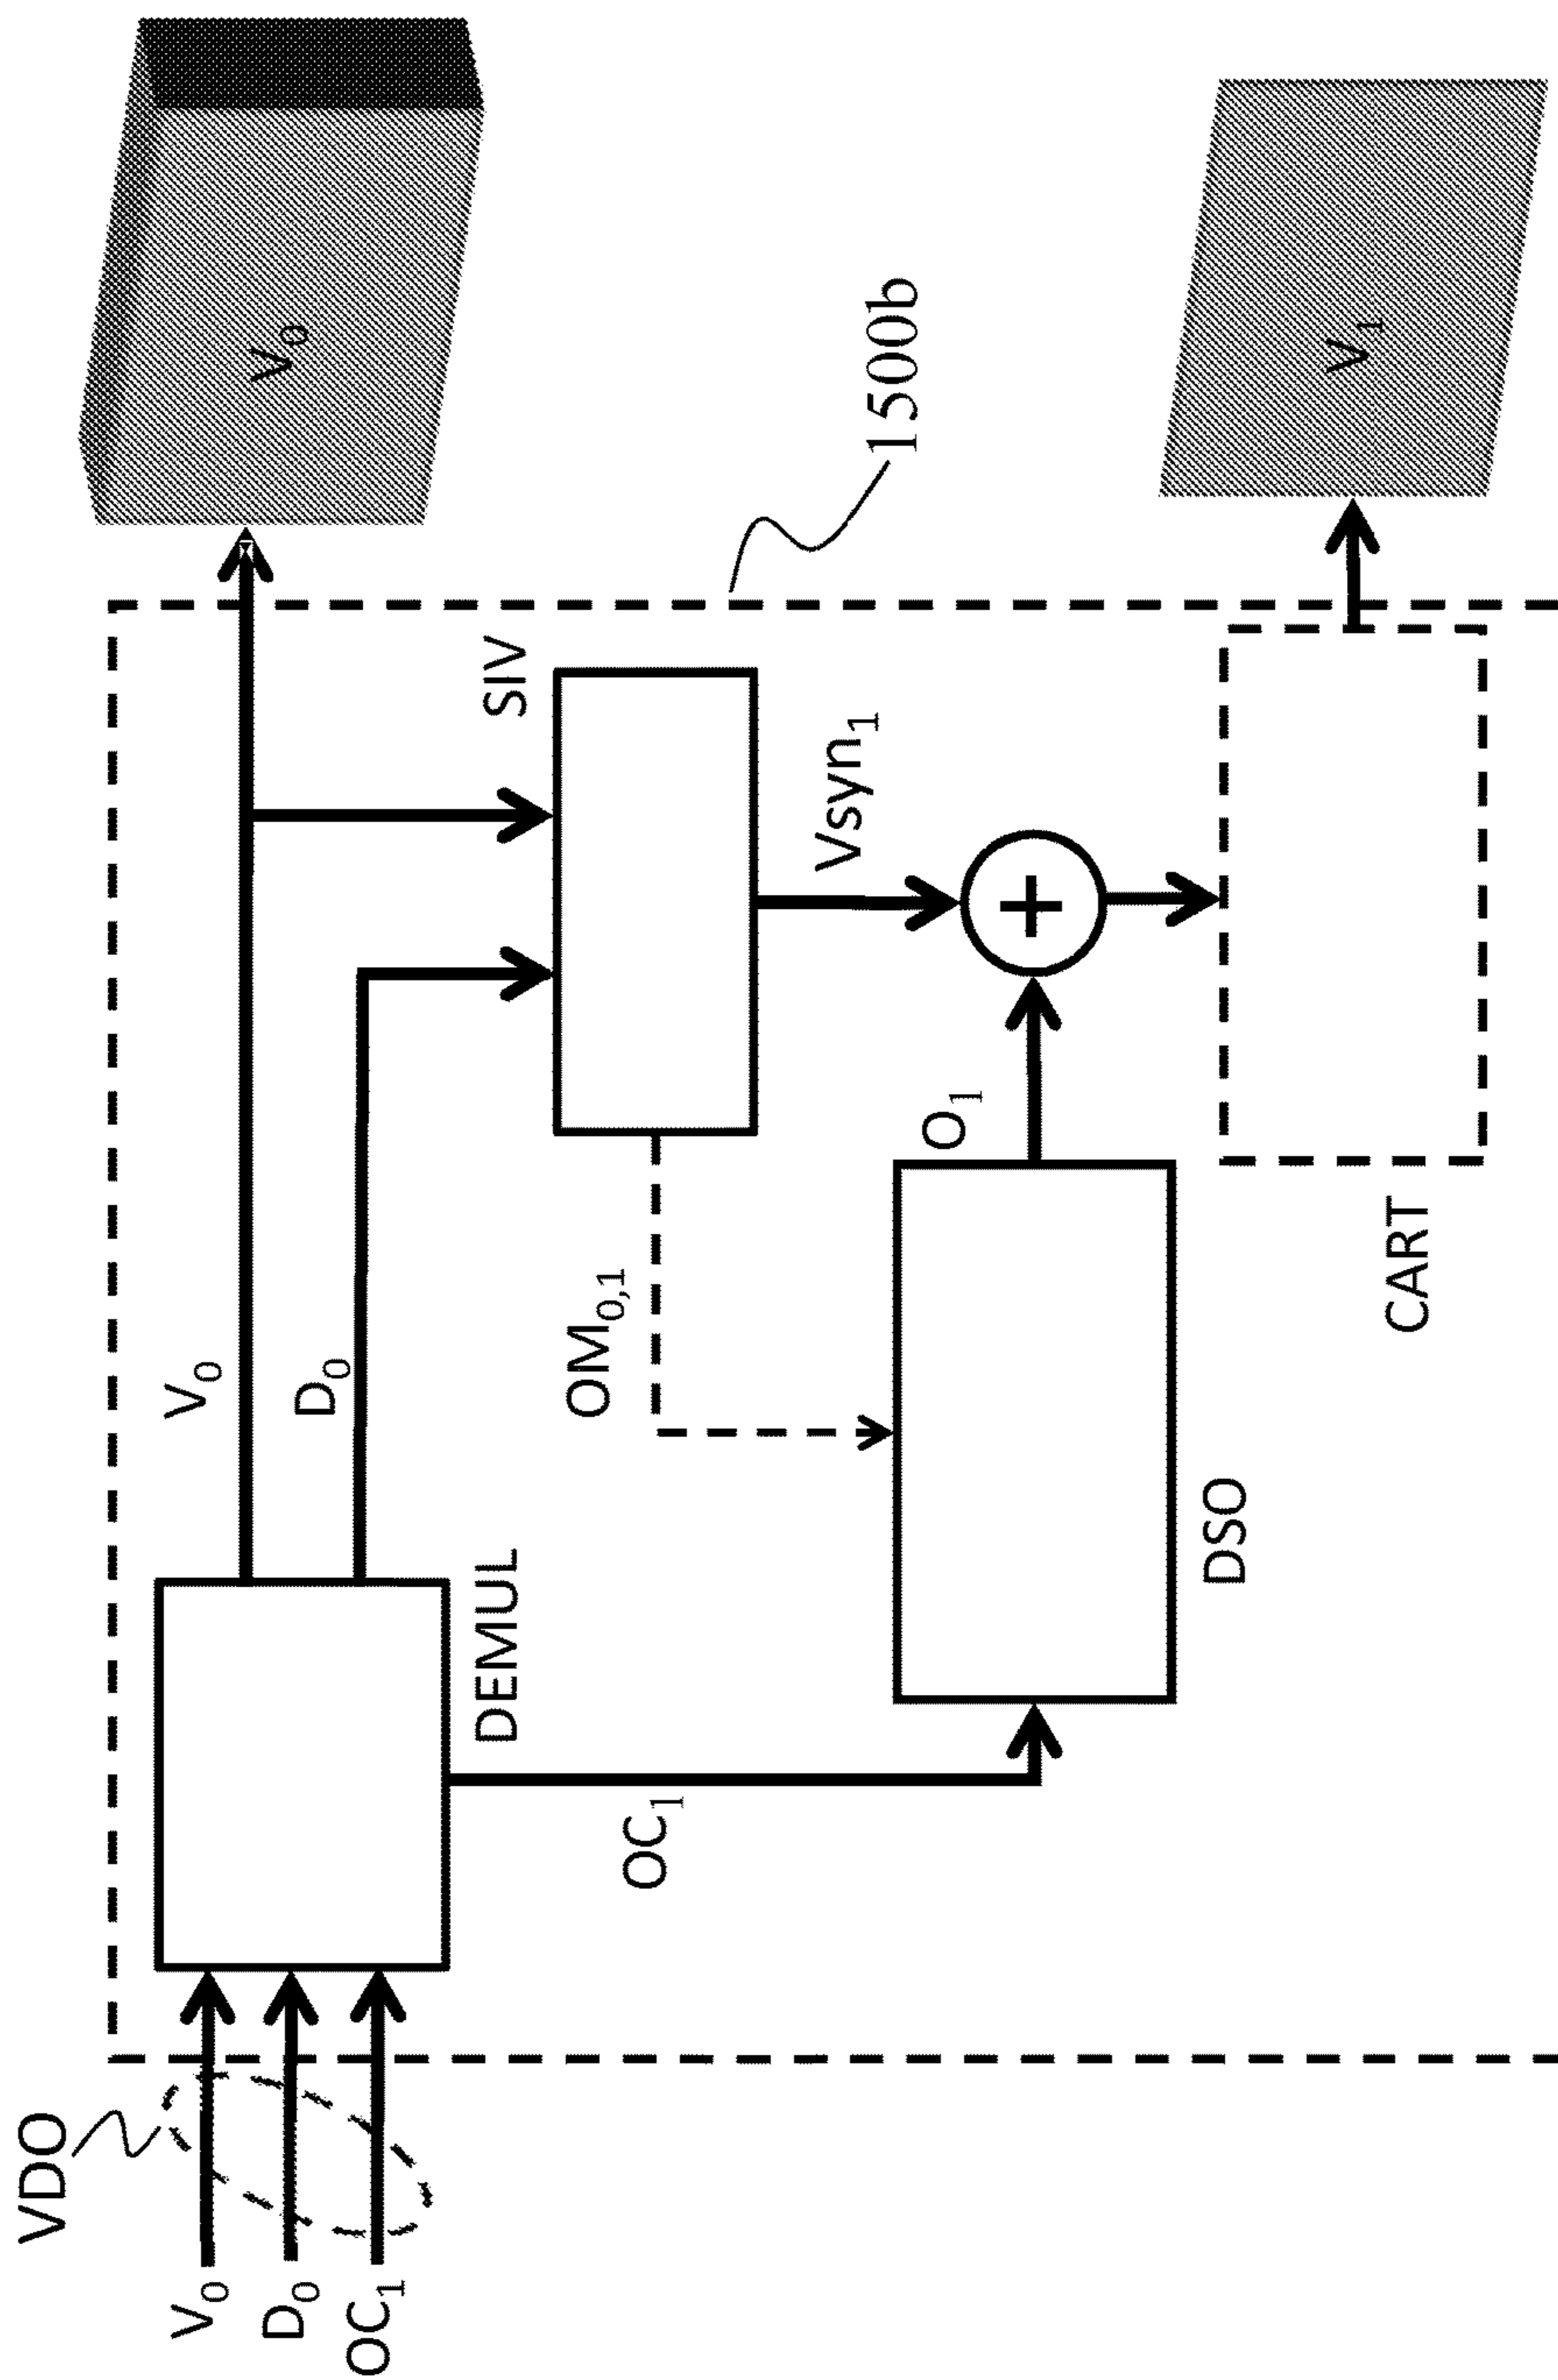 VDO
V₀
D₀
OC₁
DEMUL
V₀
D₀
OC₁
OM₀,₁
SIV
Vsyn₁
+
O₁
DSO
CART
1500b
V₀
V₁